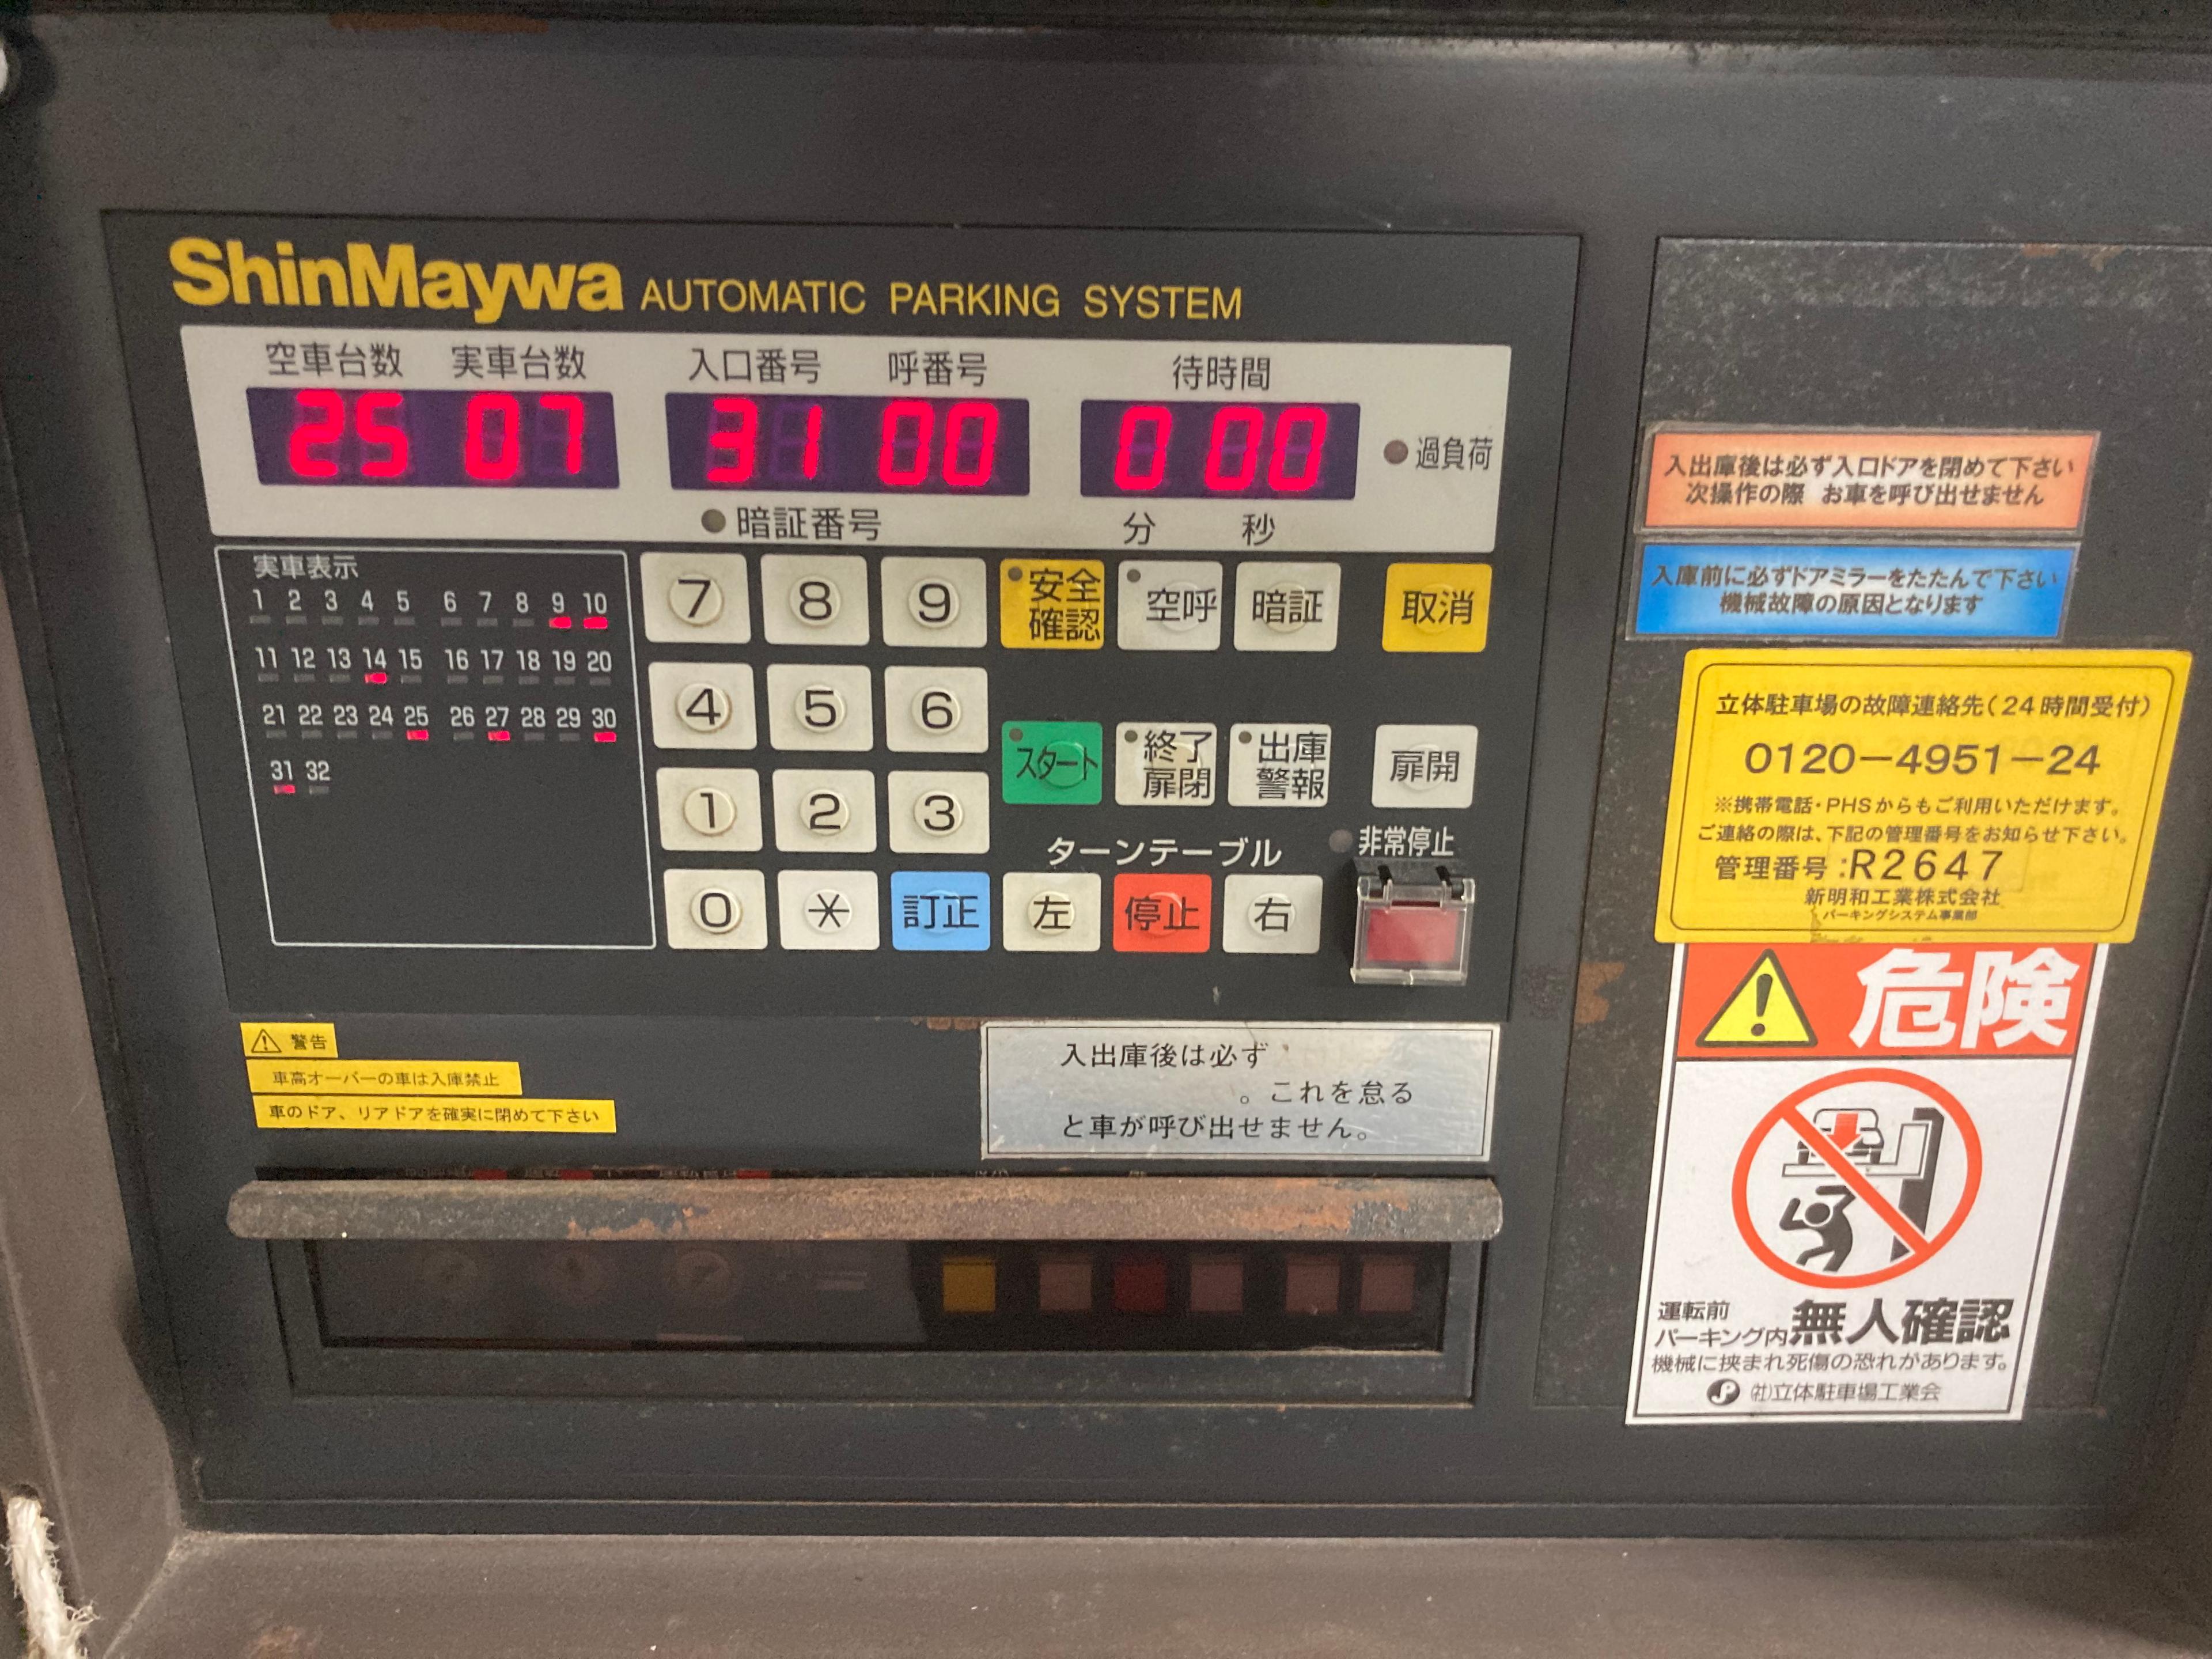 ShinMaywa AUTOMATIC PARKING SYSTEM
空車台数 実車台数 入口番号 呼番号 待時間
25 07 31 00 0 00
過負荷
暗証番号 分 秒
実車表示
1 2 3 4 5 6 7 8 9 10
11 12 13 14 15 16 17 18 19 20
21 22 23 24 25 26 27 28 29 30
31 32
7 8 9 安全確認 空呼 暗証 取消
4 5 6 スタート 終了扉閉 出庫警報 扉開
1 2 3
ターンテーブル 非常停止
0 * 訂正 左 停止 右
警告
車高オーバーの車は入庫禁止
車のドア、リアドアを確実に閉めて下さい
入出庫後は必ず
。これを怠る
と車が呼び出せません。
入出庫後は必ず入口ドアを閉めて下さい
次操作の際 お車を呼び出せません
入庫前に必ずドアミラーをたたんで下さい
機械故障の原因となります
立体駐車場の故障連絡先(24時間受付)
0120-4951-24
※携帯電話・PHSからもご利用いただけます。
ご連絡の際は、下記の管理番号をお知らせ下さい。
管理番号:R2647
新明和工業株式会社
パーキングシステム事業部
危険
運転前
パーキング内無人確認
機械に挟まれ死傷の恐れがあります。
㈳立体駐車場工業会